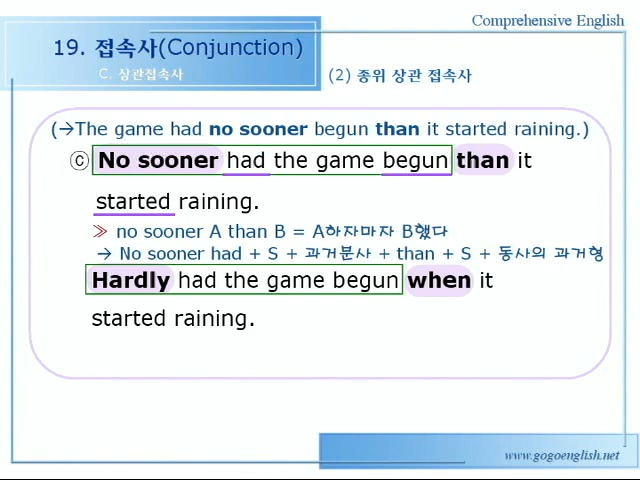 Comprehensive English
19. 접속사(Conjunction)
C. 상관접속사
(2) 종위 상관 접속사
(→The game had no sooner begun than it started raining.)
ⓒ No sooner had the game begun than it
started raining.
≫ no sooner A than B = A하자마자 B했다
→ No sooner had + S + 과거분사 + than + S + 동사의 과거형
Hardly had the game begun when it
started raining.
www.gogoenglish.net